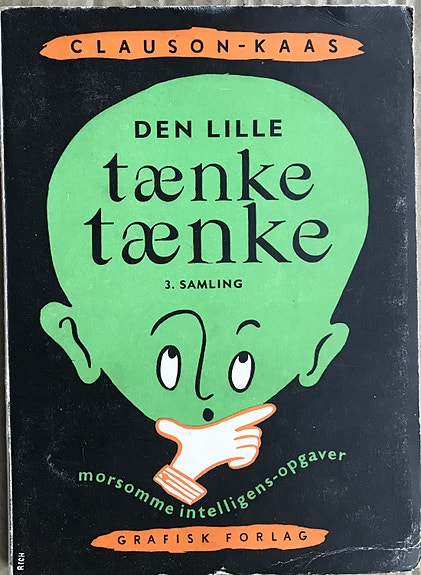 CLAUSON-KAAS
DEN LILLE
tænke
tænke
3. SAMLING
morsomme intelligens-opgaver
GRAFISK FORLAG
RICH